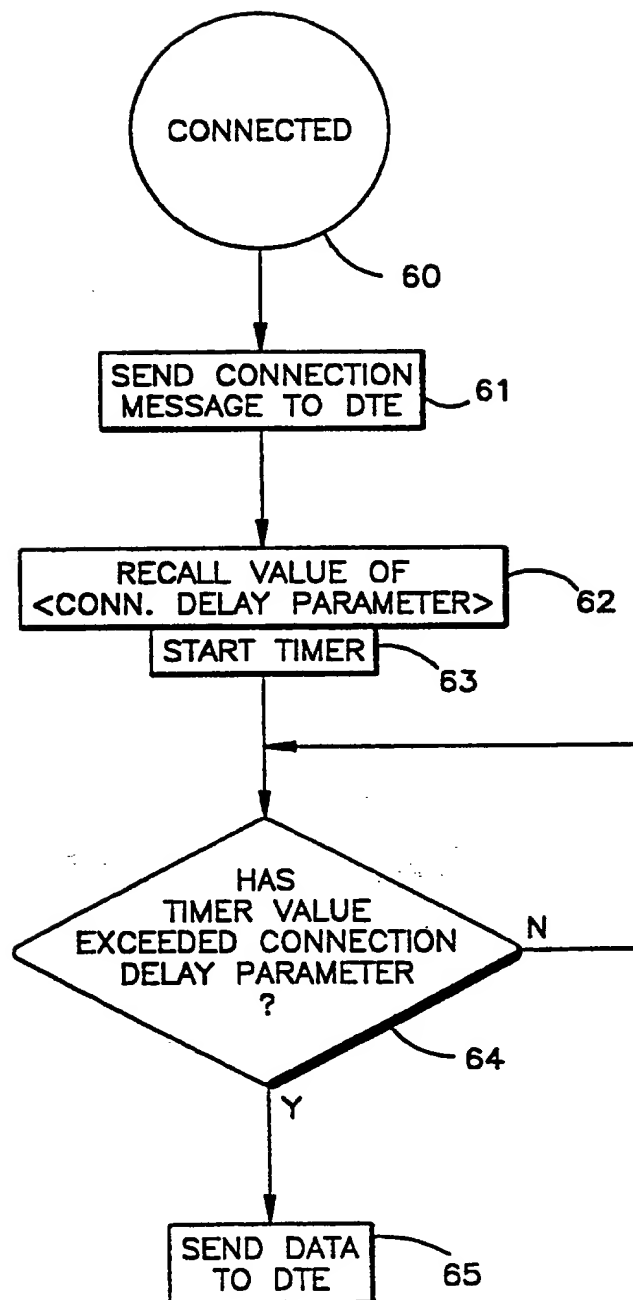 CONNECTED
60
SEND CONNECTION
MESSAGE TO DTE
61
RECALL VALUE OF
<CONN. DELAY PARAMETER>
62
START TIMER
63
HAS
TIMER VALUE
EXCEEDED CONNECTION
DELAY PARAMETER
?
N
64
Y
SEND DATA
TO DTE
65